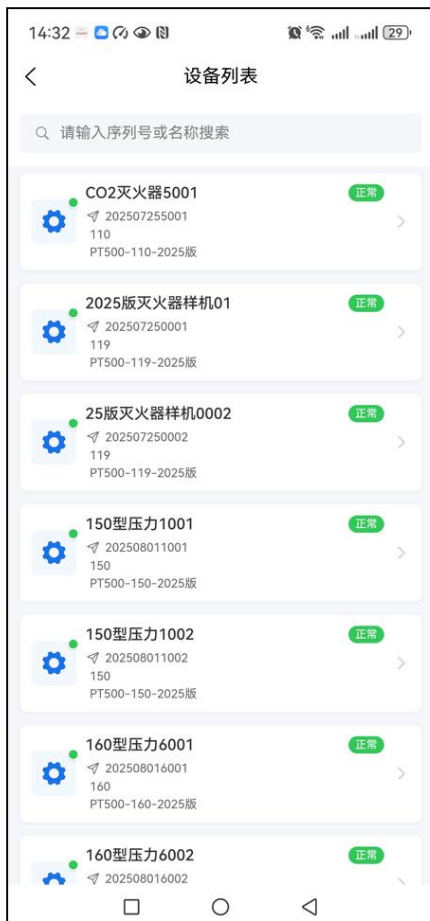 14:32
29
设备列表
请输入序列号或名称搜索
CO2灭火器5001
正常
202507255001
110
PT500-110-2025版
2025版灭火器样机01
正常
202507250001
119
PT500-119-2025版
25版灭火器样机0002
正常
202507250002
119
PT500-119-2025版
150型压力1001
正常
202508011001
150
PT500-150-2025版
150型压力1002
正常
202508011002
150
PT500-150-2025版
160型压力6001
正常
202508016001
160
PT500-160-2025版
160型压力6002
正常
202508016002